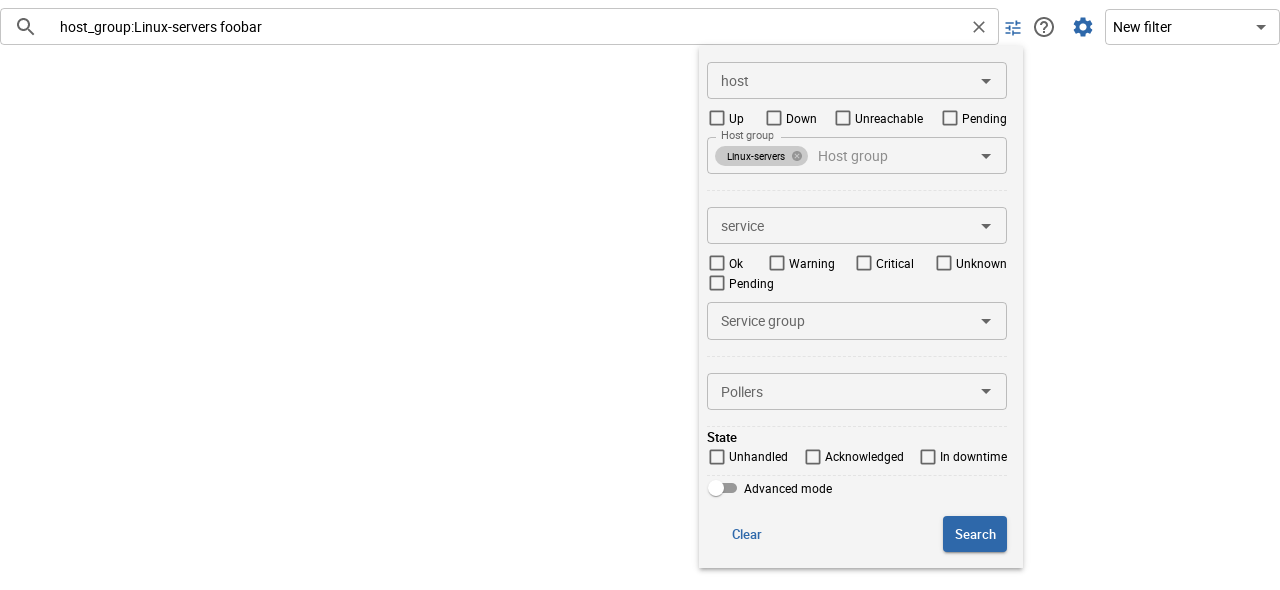 host_group:Linux-servers foobar
New filter
host
Up Down Unreachable Pending
Host group
Linux-servers Host group
service
Ok Warning Critical Unknown
Pending
Service group
Pollers
State
Unhandled Acknowledged In downtime
Advanced mode
Clear Search